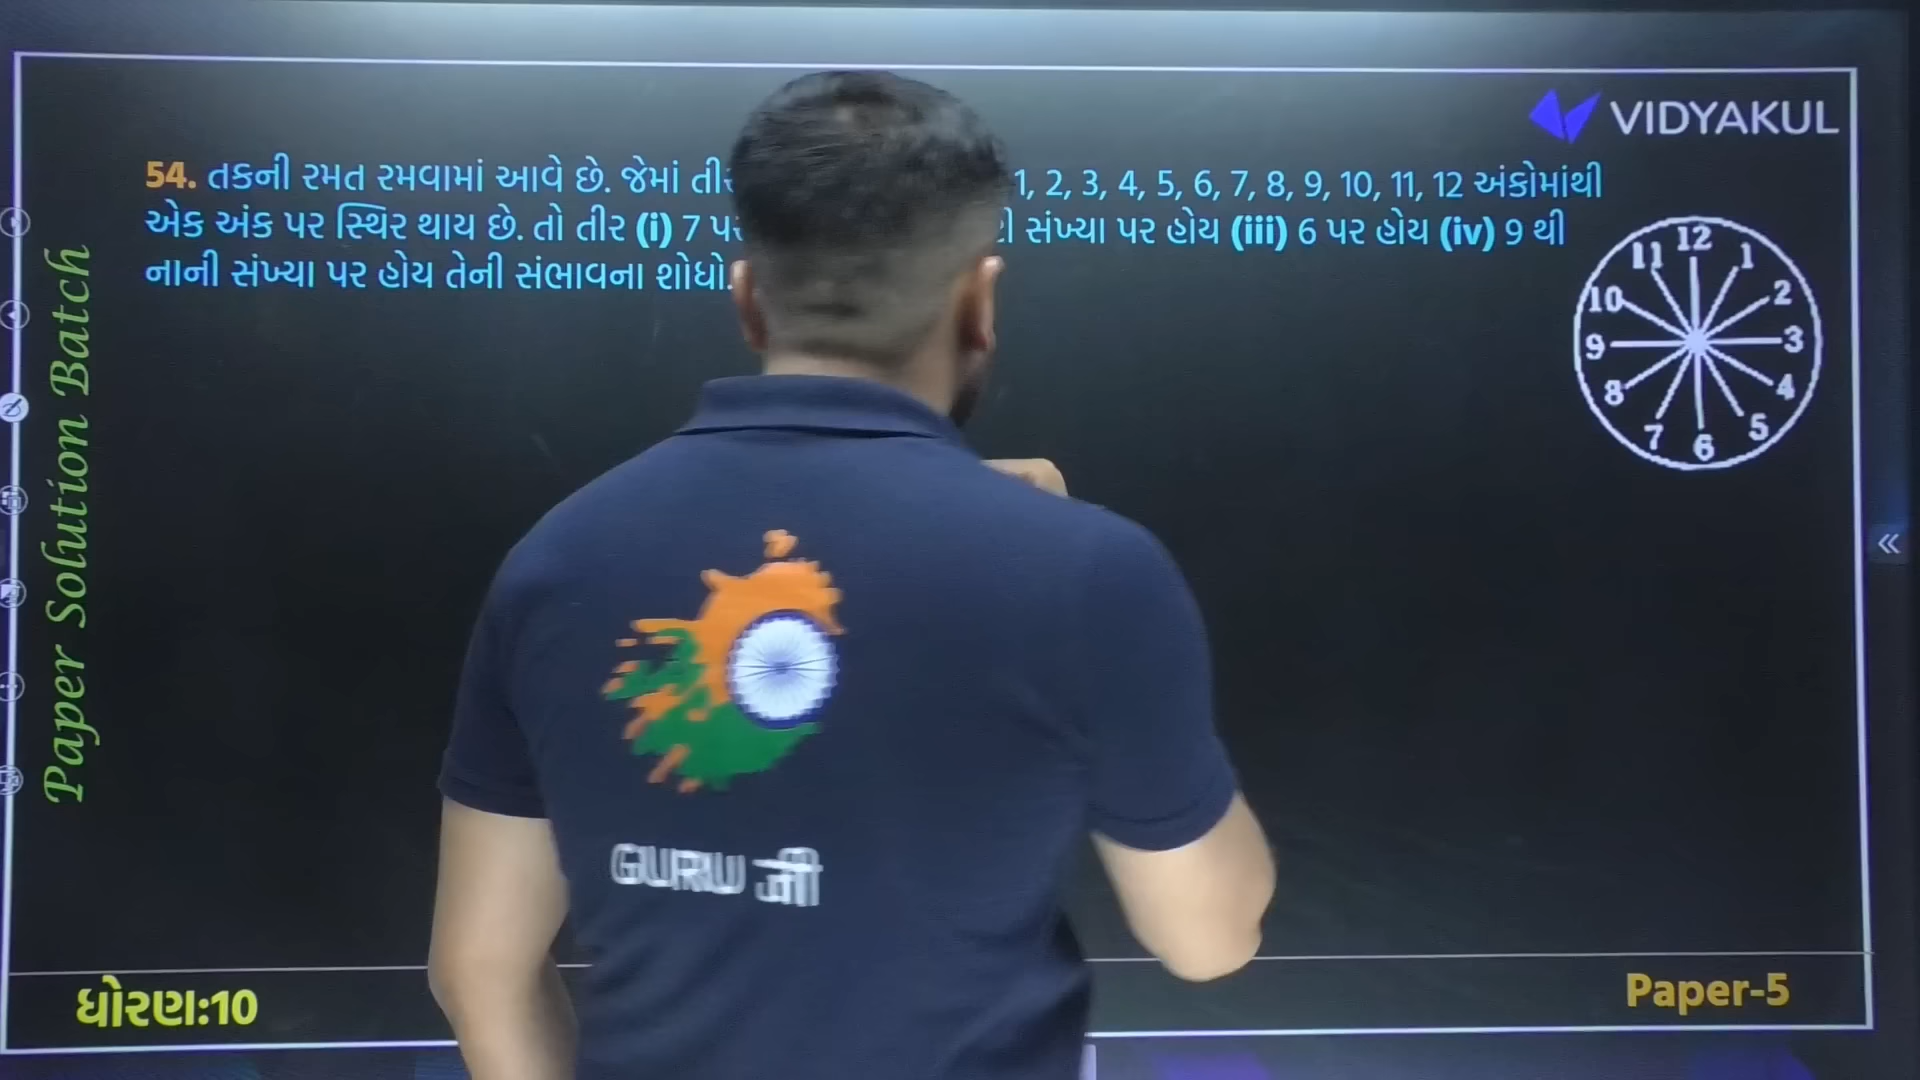 VIDYAKUL
54. તકની રમત રમવામાં આવે છે. જેમાં 1, 2, 3, 4, 5, 6, 7, 8, 9, 10, 11, 12 અંકોમાંથી
એક અંક પર સ્થિર થાય છે. તો તીર (i) 7 સંખ્યા પર હોય (iii) 6 પર હોય (iv) 9 થી
નાની સંખ્યા પર હોય તેની સંભાવના શોધો.
12
11 1
10 2
9 3
8 4
7 5
6
Paper Solution Batch
GURU जी
ધોરણ:10
Paper-5